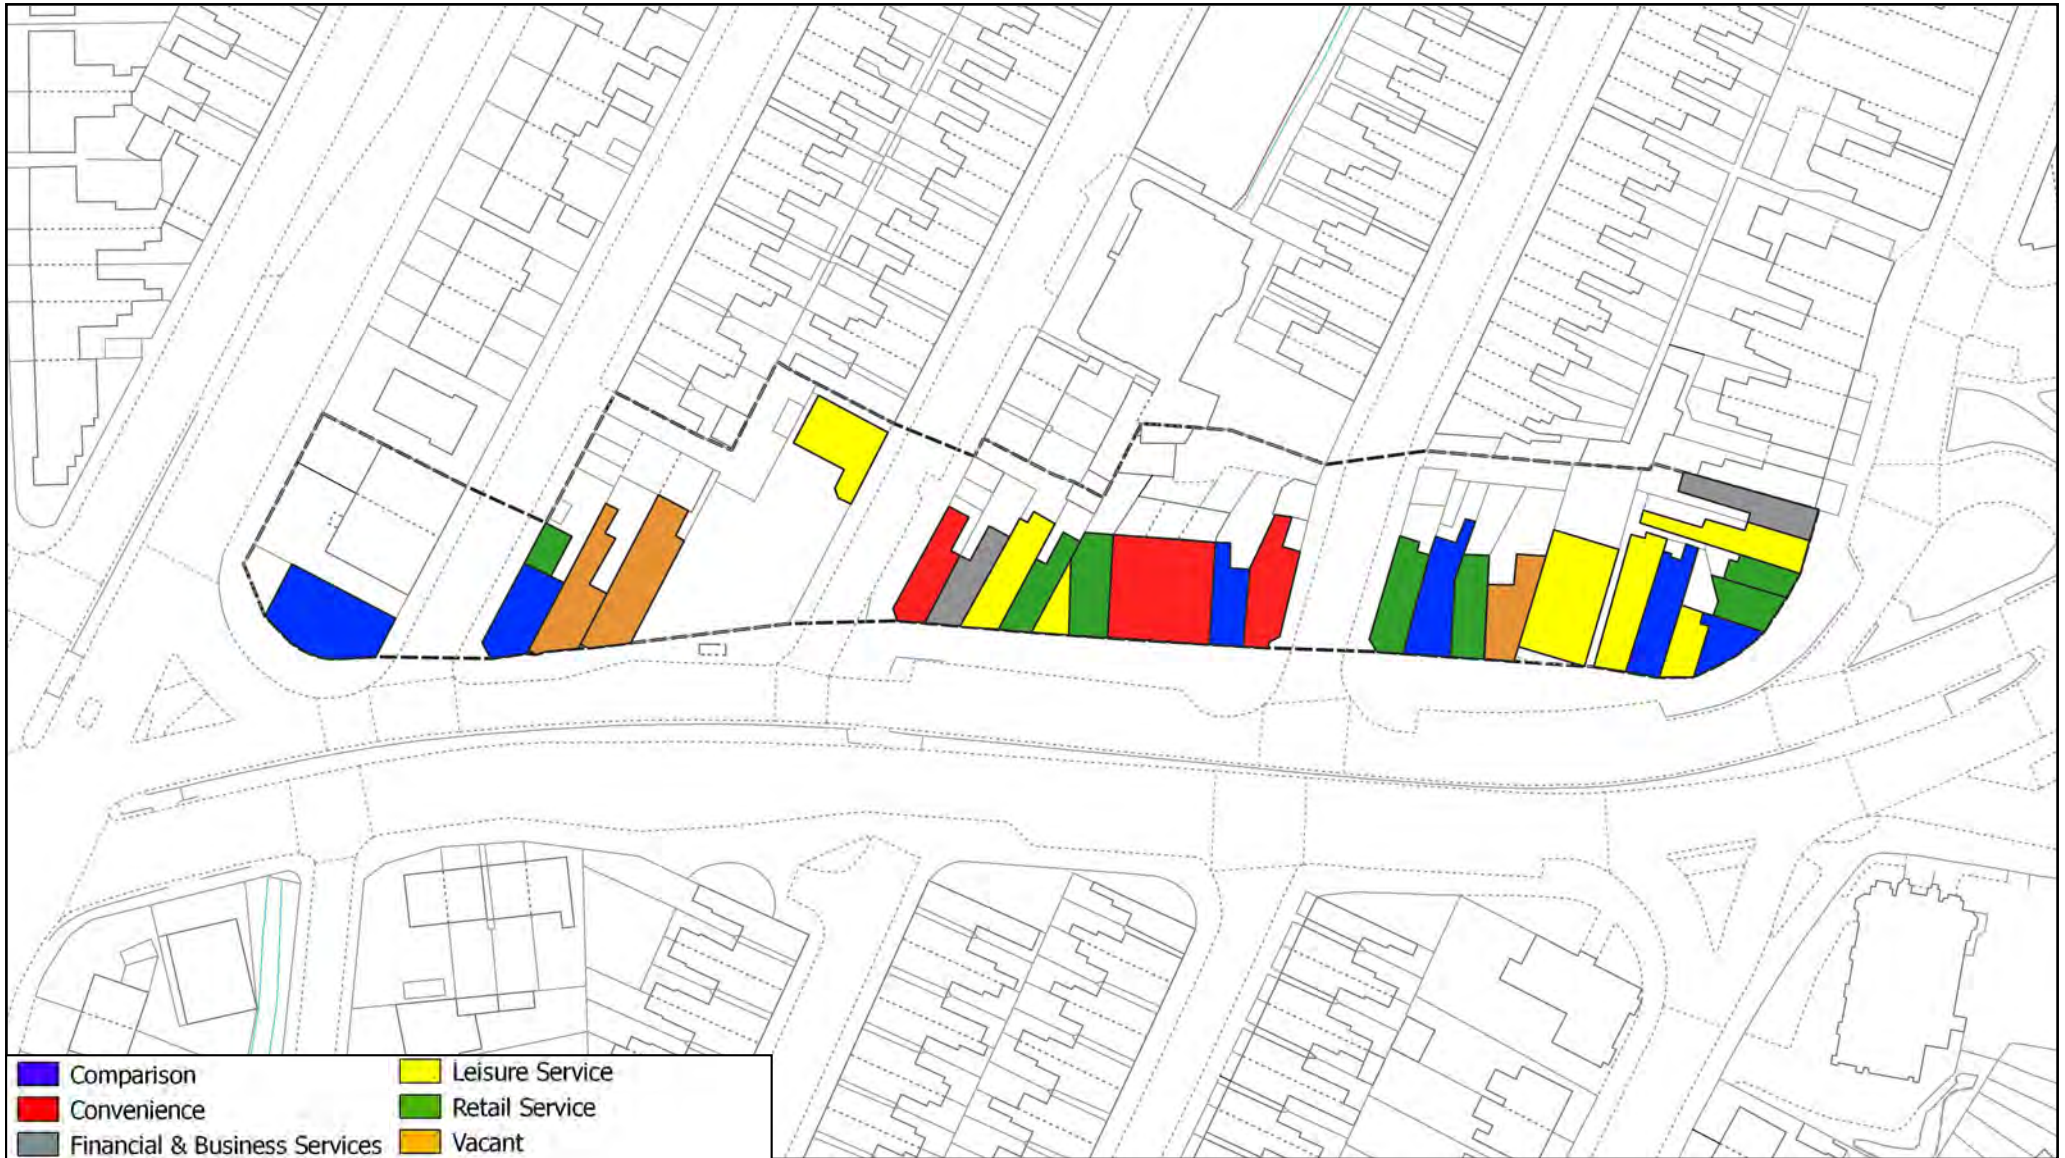 Comparison
Convenience
Financial & Business Services
Leisure Service
Retail Service
Vacant